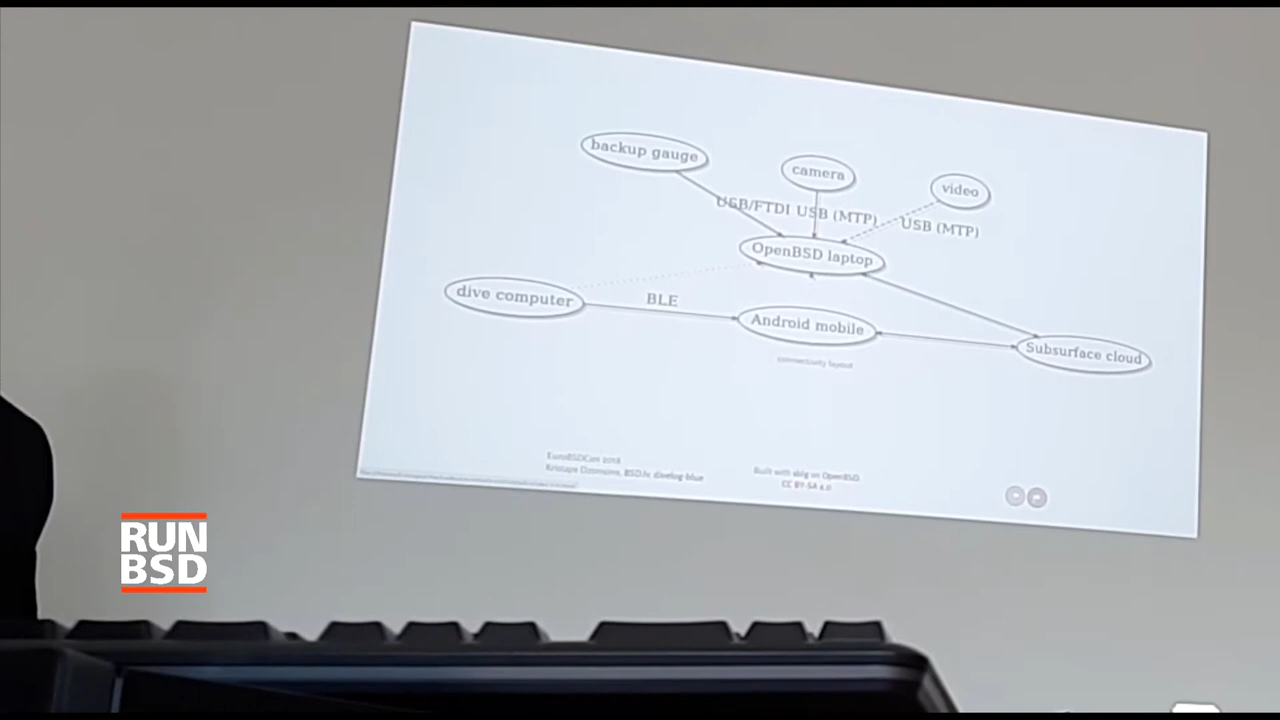 backup gauge
camera
video
USB/FTDI
USB (MTP)
USB (MTP)
OpenBSD laptop
dive computer
BLE
Android mobile
Subsurface cloud
connectivity layout
EuroBSDCon 2018
Built with sblg on OpenBSD
CC BY-SA 4.0
RUN
BSD